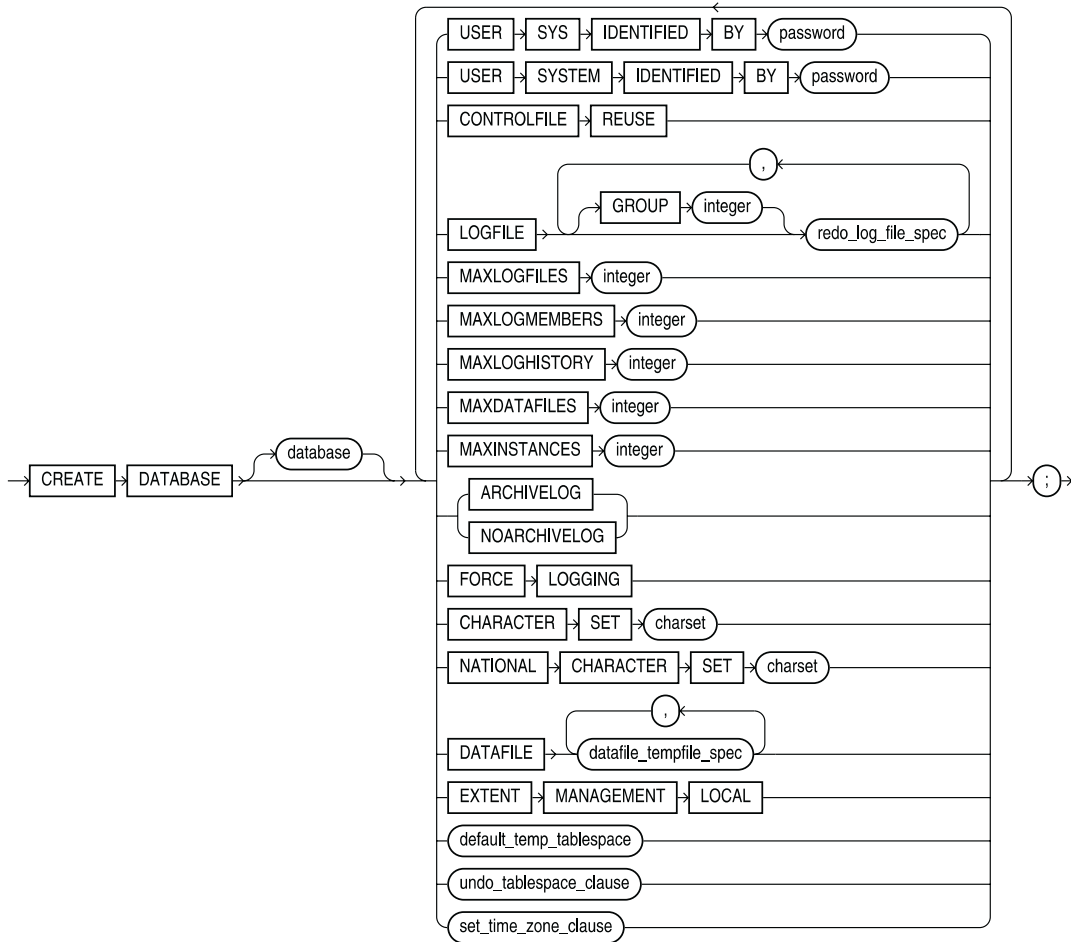 USER SYS IDENTIFIED BY password
USER SYSTEM IDENTIFIED BY password
CONTROLFILE REUSE
,
GROUP integer
LOGFILE redo_log_file_spec
MAXLOGFILES integer
MAXLOGMEMBERS integer
MAXLOGHISTORY integer
MAXDATAFILES integer
database
MAXINSTANCES integer
CREATE DATABASE ;
ARCHIVELOG
NOARCHIVELOG
FORCE LOGGING
CHARACTER SET charset
NATIONAL CHARACTER SET charset
,
DATAFILE datafile_tempfile_spec
EXTENT MANAGEMENT LOCAL
default_temp_tablespace
undo_tablespace_clause
set_time_zone_clause